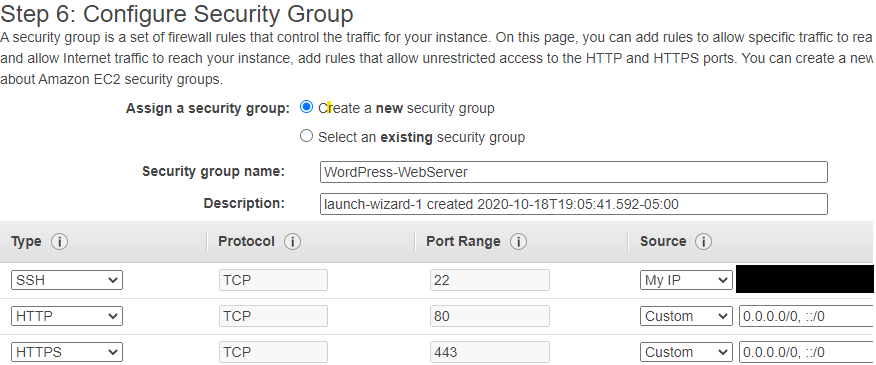 Step 6: Configure Security Group
A security group is a set of firewall rules that control the traffic for your instance. On this page, you can add rules to allow specific traffic to rea
and allow Internet traffic to reach your instance, add rules that allow unrestricted access to the HTTP and HTTPS ports. You can create a new
about Amazon EC2 security groups.
Assign a security group: Create a new security group
Select an existing security group
Security group name: WordPress-WebServer
Description: launch-wizard-1 created 2020-10-18T19:05:41.592-05:00
Type i Protocol i Port Range i Source i
SSH TCP 22 My IP
HTTP TCP 80 Custom 0.0.0.0/0, ::/0
HTTPS TCP 443 Custom 0.0.0.0/0, ::/0